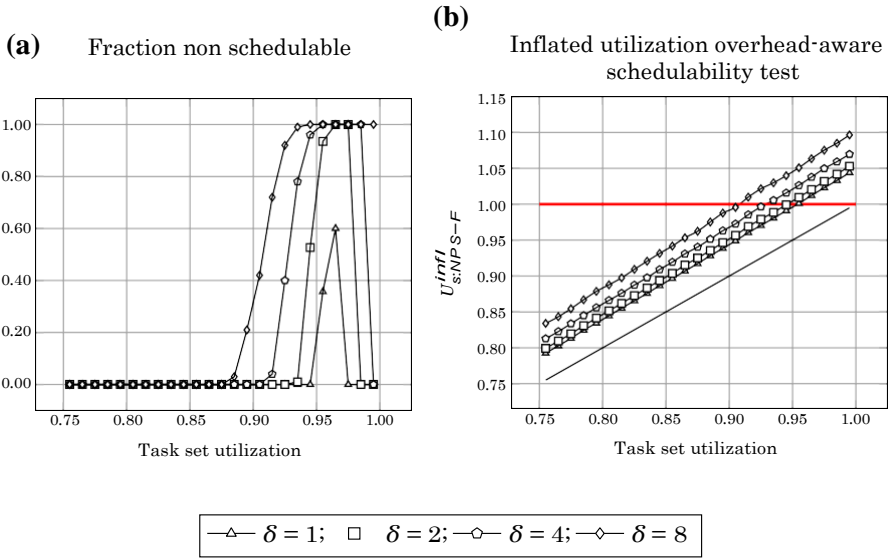 (a)
Fraction non schedulable
1.00
0.80
0.60
0.40
0.20
0.00
0.75 0.80 0.85 0.90 0.95 1.00
Task set utilization
(b)
Inflated utilization overhead-aware
schedulability test
U^{infl}_{s:NPS−F}
1.15
1.10
1.05
1.00
0.95
0.90
0.85
0.80
0.75
0.75 0.80 0.85 0.90 0.95 1.00
Task set utilization
δ = 1; δ = 2; δ = 4; δ = 8